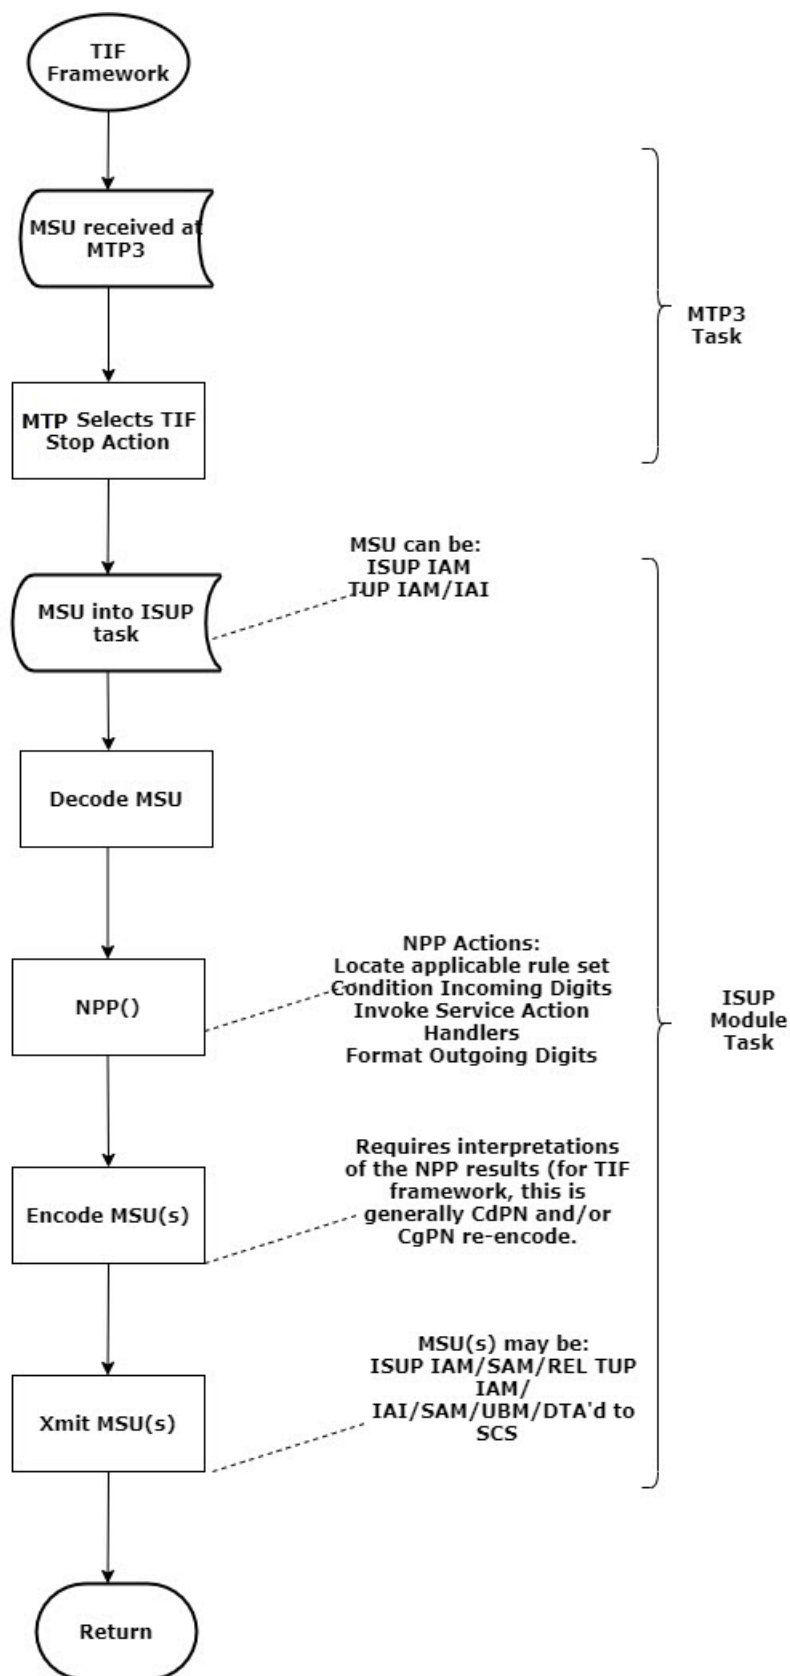 TIF
Framework
MSU received at
MTP3
MTP3
Task
MTP Selects TIF
Stop Action
MSU can be:
ISUP IAM
TUP IAM/IAI
MSU into ISUP
task
Decode MSU
NPP Actions:
Locate applicable rule set
Condition Incoming Digits
Invoke Service Action
Handlers
Format Outgoing Digits
NPP()
ISUP
Module
Task
Requires interpretations
of the NPP results (for TIF
framework, this is
generally CdPN and/or
CgPN re-encode.
Encode MSU(s)
MSU(s) may be:
ISUP IAM/SAM/REL TUP
IAM/
IAI/SAM/UBM/DTA'd to
SCS
Xmit MSU(s)
Return